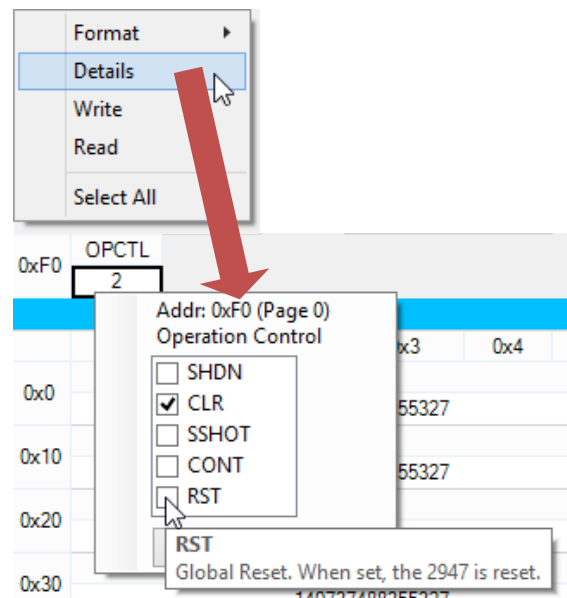 Format
Details
Write
Read
Select All
OPCTL
0xF0
2
Addr: 0xF0 (Page 0)
Operation Control
0x4
SHDN
0x0
CLR
55327
SSHOT
0x10
CONT
55327
RST
0x20
RST
Global Reset. When set, the 2947 is reset.
0x30